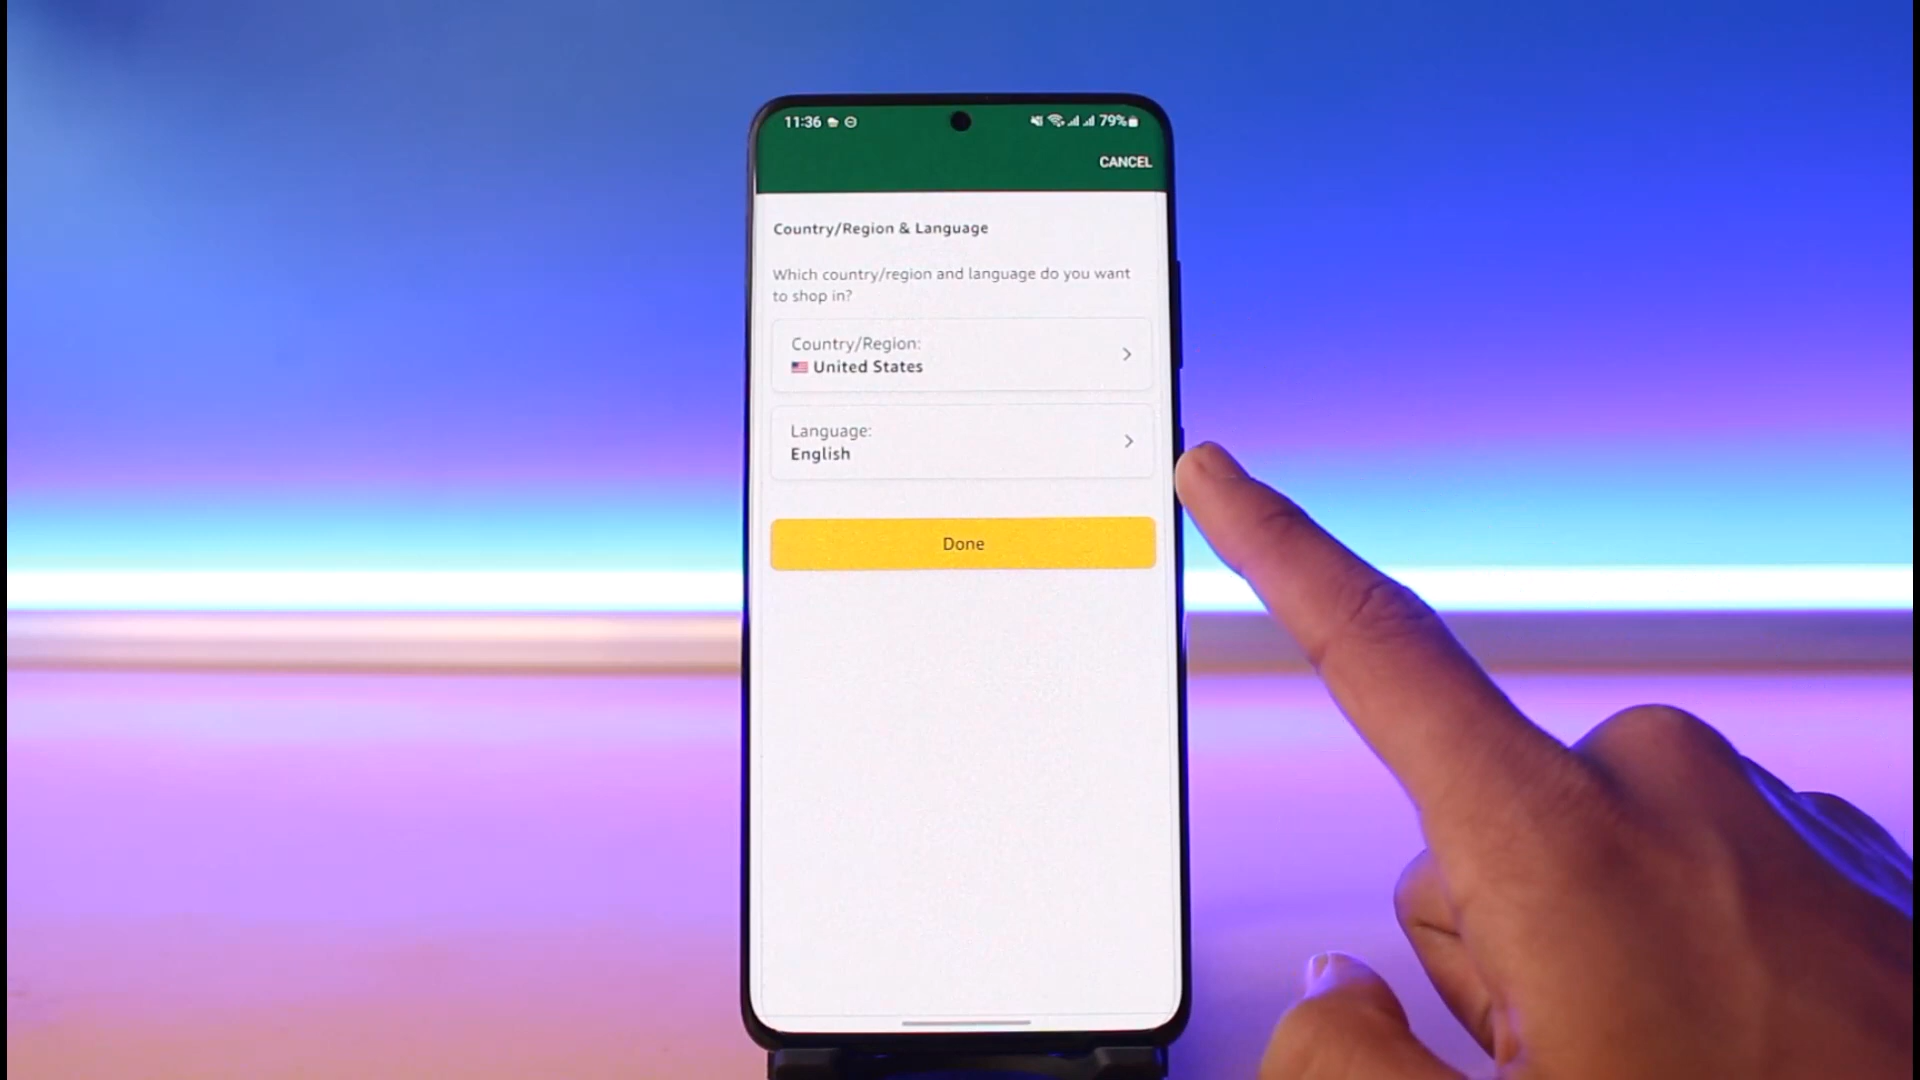 11:36
79%
CANCEL
Country/Region & Language
Which country/region and language do you want
to shop in?
Country/Region:
United States
Language:
English
Done